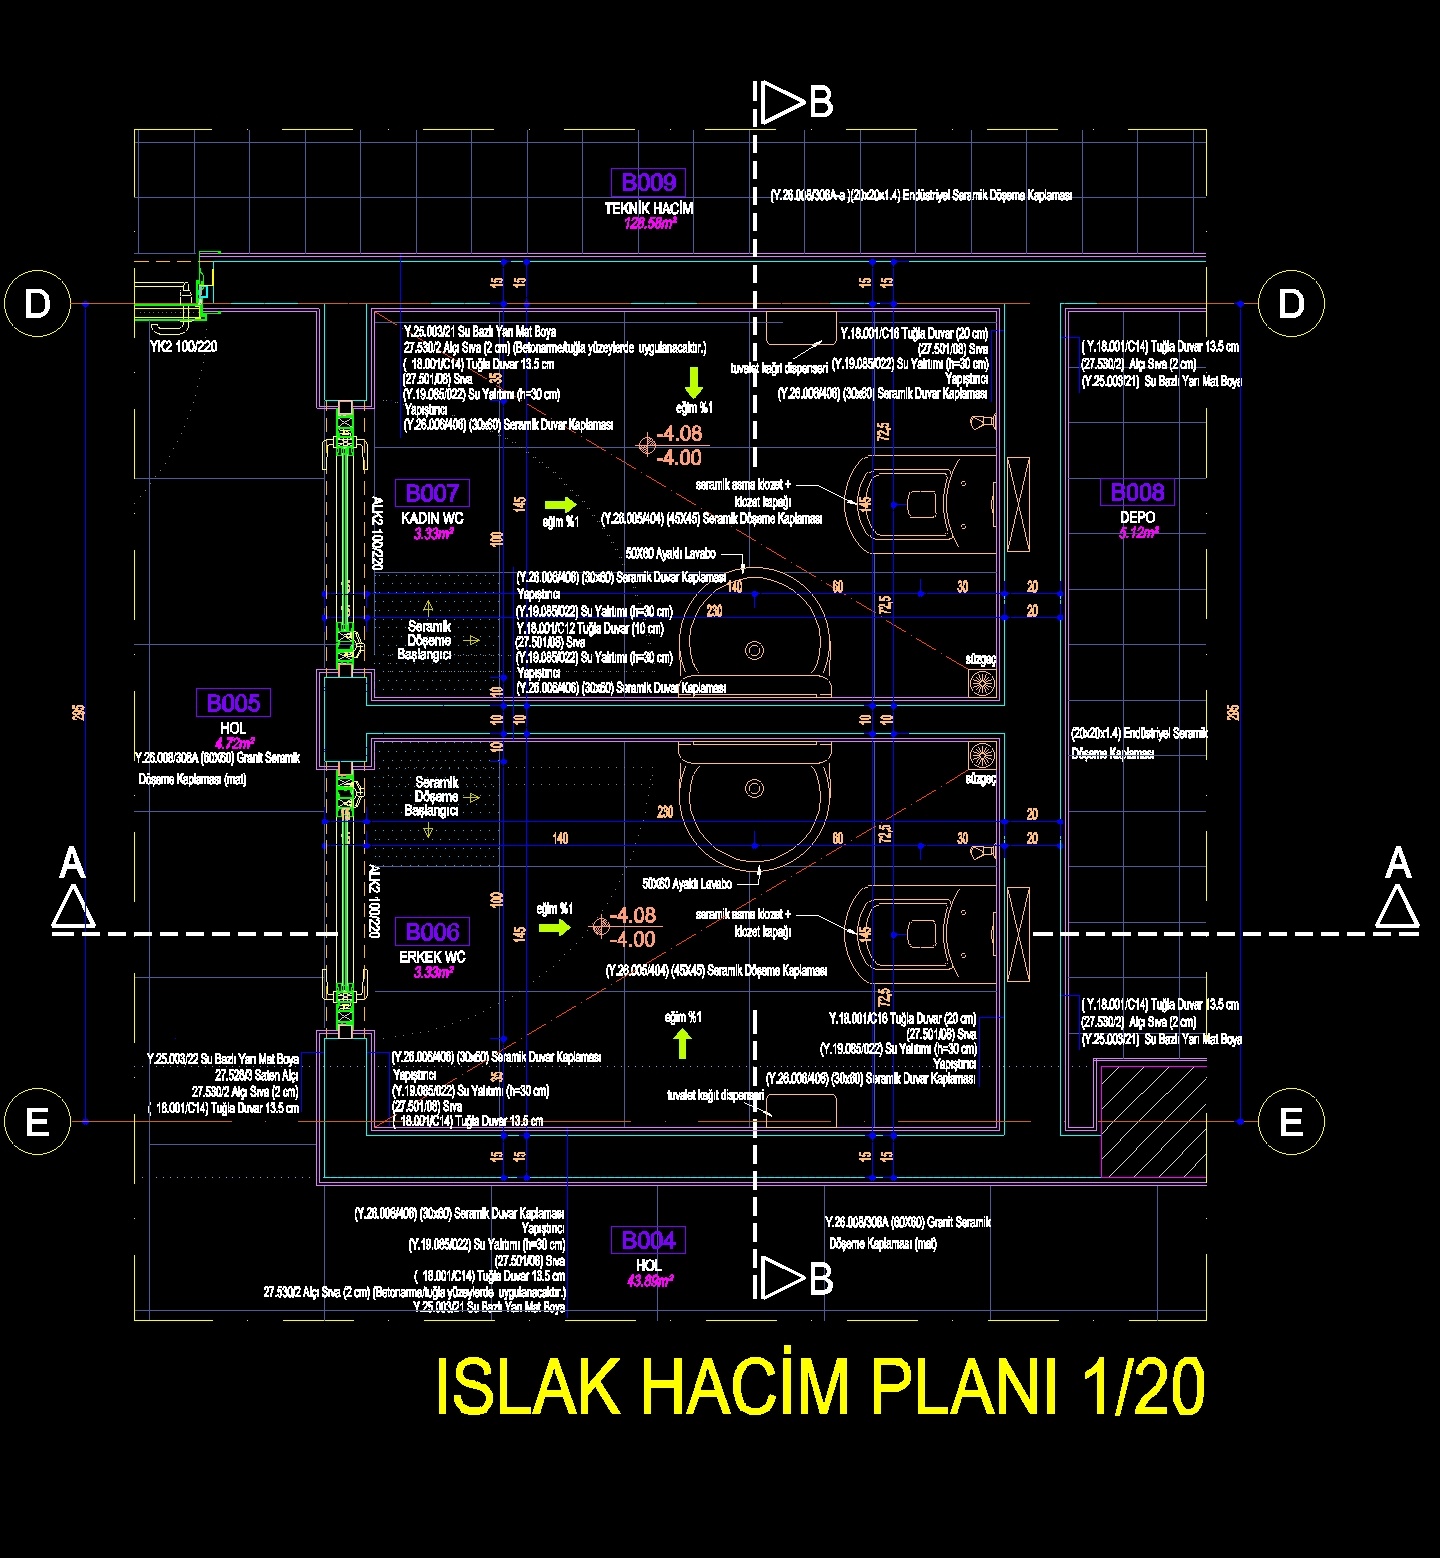 B
B009
TEKNİK HACİM
128.58m²
(Y.26.008/308A-a )(20x20x1.4) Endüstriyel Seramik Döşeme Kaplaması
15
15
15
15
D
D
YK2 100/220
Y.25.003/21 Su Bazlı Yarı Mat Boya
27.530/2 Alçı Sıva (2 cm) (Betonarme/tuğla yüzeylerde uygulanacaktır.)
( 18.001/C14) Tuğla Duvar 13.5 cm
(27.501/08) Sıva
(Y.19.085/022) Su Yalıtımı (h=30 cm)
Yapıştırıcı
(Y.26.006/406) (30x60) Seramik Duvar Kaplaması
35
eğim %1
tuvalet kağıt dispenseri
Y.18.001/C16 Tuğla Duvar (20 cm)
(27.501/08) Sıva
(Y.19.085/022) Su Yalıtımı (h=30 cm)
Yapıştırıcı
(Y.26.006/406) (30x60) Seramik Duvar Kaplaması
( Y.18.001/C14) Tuğla Duvar 13.5 cm
(27.530/2) Alçı Sıva (2 cm)
(Y.25.003/21) Su Bazlı Yarı Mat Boya
-4.08
-4.00
72,5
B007
KADIN WC
3.33m²
ALK2 100/220
145
100
eğim %1
seramik asma klozet +
klozet kapağı
145
(Y.26.005/404) (45X45) Seramik Döşeme Kaplaması
B008
DEPO
5.12m²
50X60 Ayaklı Lavabo
(Y.26.006/406) (30x60) Seramik Duvar Kaplaması
Yapıştırıcı
(Y.19.085/022) Su Yalıtımı (h=30 cm)
Y.18.001/C12 Tuğla Duvar (10 cm)
(27.501/08) Sıva
(Y.19.085/022) Su Yalıtımı (h=30 cm)
Yapıştırıcı
(Y.26.006/406) (30x60) Seramik Duvar Kaplaması
140
60
30
20
230
72,5
20
Seramik
Döşeme
Başlangıcı
süzgeç
10
B005
HOL
4.72m²
Y.26.008/308A (60X60) Granit Seramik
Döşeme Kaplaması (mat)
295
295
10
10
10
10
10
(20x20x1.4) Endüstriyel Seramik
Döşeme Kaplaması
Seramik
Döşeme
Başlangıcı
süzgeç
230
20
140
60
72,5
30
20
A
A
ALK2 100/220
50X60 Ayaklı Lavabo
100
145
B006
ERKEK WC
3.33m²
eğim %1
-4.08
-4.00
seramik asma klozet +
klozet kapağı
145
(Y.26.005/404) (45X45) Seramik Döşeme Kaplaması
72,5
eğim %1
Y.18.001/C16 Tuğla Duvar (20 cm)
(27.501/08) Sıva
(Y.19.085/022) Su Yalıtımı (h=30 cm)
Yapıştırıcı
(Y.26.006/406) (30x60) Seramik Duvar Kaplaması
( Y.18.001/C14) Tuğla Duvar 13.5 cm
(27.530/2) Alçı Sıva (2 cm)
(Y.25.003/21) Su Bazlı Yarı Mat Boya
Y.25.003/22 Su Bazlı Yarı Mat Boya
27.528/3 Saten Alçı
27.530/2 Alçı Sıva (2 cm)
( 18.001/C14) Tuğla Duvar 13.5 cm
(Y.26.006/406) (30x60) Seramik Duvar Kaplaması
Yapıştırıcı
(Y.19.085/022) Su Yalıtımı (h=30 cm)
(27.501/08) Sıva
( 18.001/C14) Tuğla Duvar 13.5 cm
35
tuvalet kağıt dispenseri
E
E
15
15
15
15
(Y.26.006/406) (30x60) Seramik Duvar Kaplaması
Yapıştırıcı
(Y.19.085/022) Su Yalıtımı (h=30 cm)
(27.501/08) Sıva
( 18.001/C14) Tuğla Duvar 13.5 cm
27.530/2 Alçı Sıva (2 cm) (Betonarme/tuğla yüzeylerde uygulanacaktır.)
Y.25.003/21 Su Bazlı Yarı Mat Boya
B004
HOL
43.89m²
Y.26.008/308A (60X60) Granit Seramik
Döşeme Kaplaması (mat)
B
ISLAK HACİM PLANI 1/20